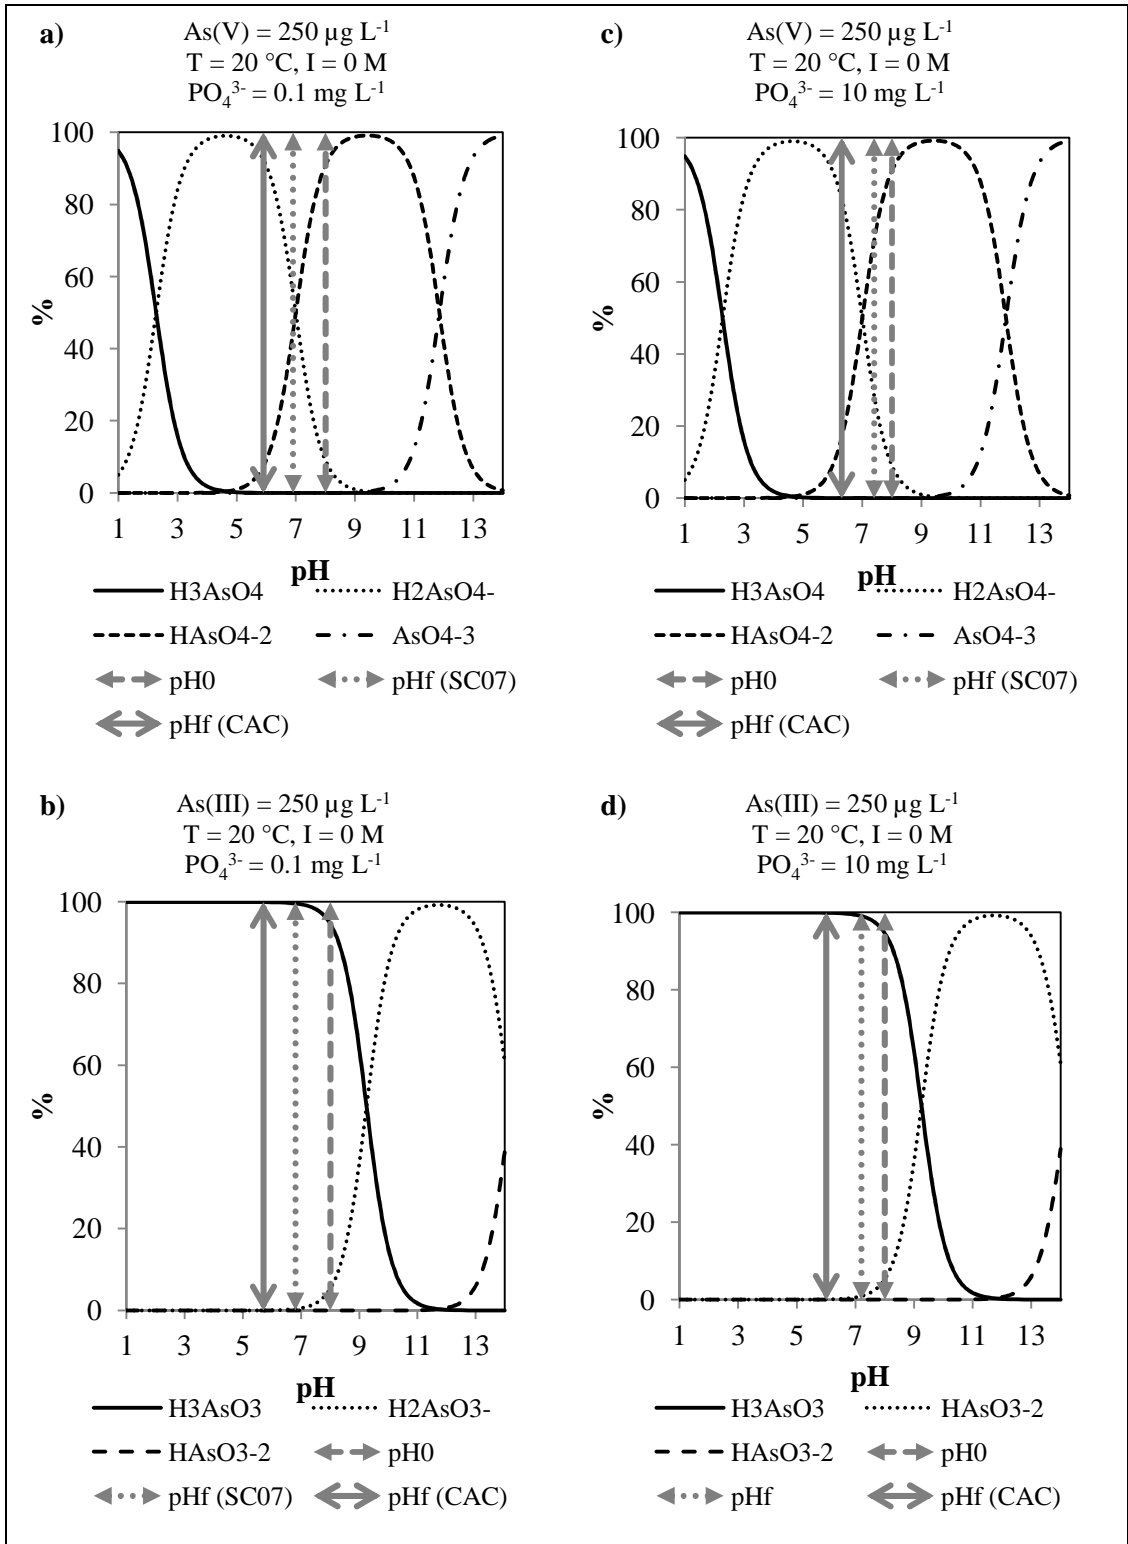 a)
As(V) = 250 µg L-1
T = 20 °C, I = 0 M
PO43- = 0.1 mg L-1
100
80
60
40
20
0
%
1 3 5 7 9 11 13
pH
H3AsO4 H2AsO4-
HAsO4-2 AsO4-3
pH0 pHf (SC07)
pHf (CAC)
c)
As(V) = 250 µg L-1
T = 20 °C, I = 0 M
PO43- = 10 mg L-1
100
80
60
40
20
0
%
1 3 5 7 9 11 13
pH
H3AsO4 H2AsO4-
HAsO4-2 AsO4-3
pH0 pHf (SC07)
pHf (CAC)
b)
As(III) = 250 µg L-1
T = 20 °C, I = 0 M
PO43- = 0.1 mg L-1
100
80
60
40
20
0
%
1 3 5 7 9 11 13
pH
H3AsO3 H2AsO3-
HAsO3-2 pH0
pHf (SC07) pHf (CAC)
d)
As(III) = 250 µg L-1
T = 20 °C, I = 0 M
PO43- = 10 mg L-1
100
80
60
40
20
0
%
1 3 5 7 9 11 13
pH
H3AsO3 HAsO3-2
HAsO3-2 pH0
pHf pHf (CAC)